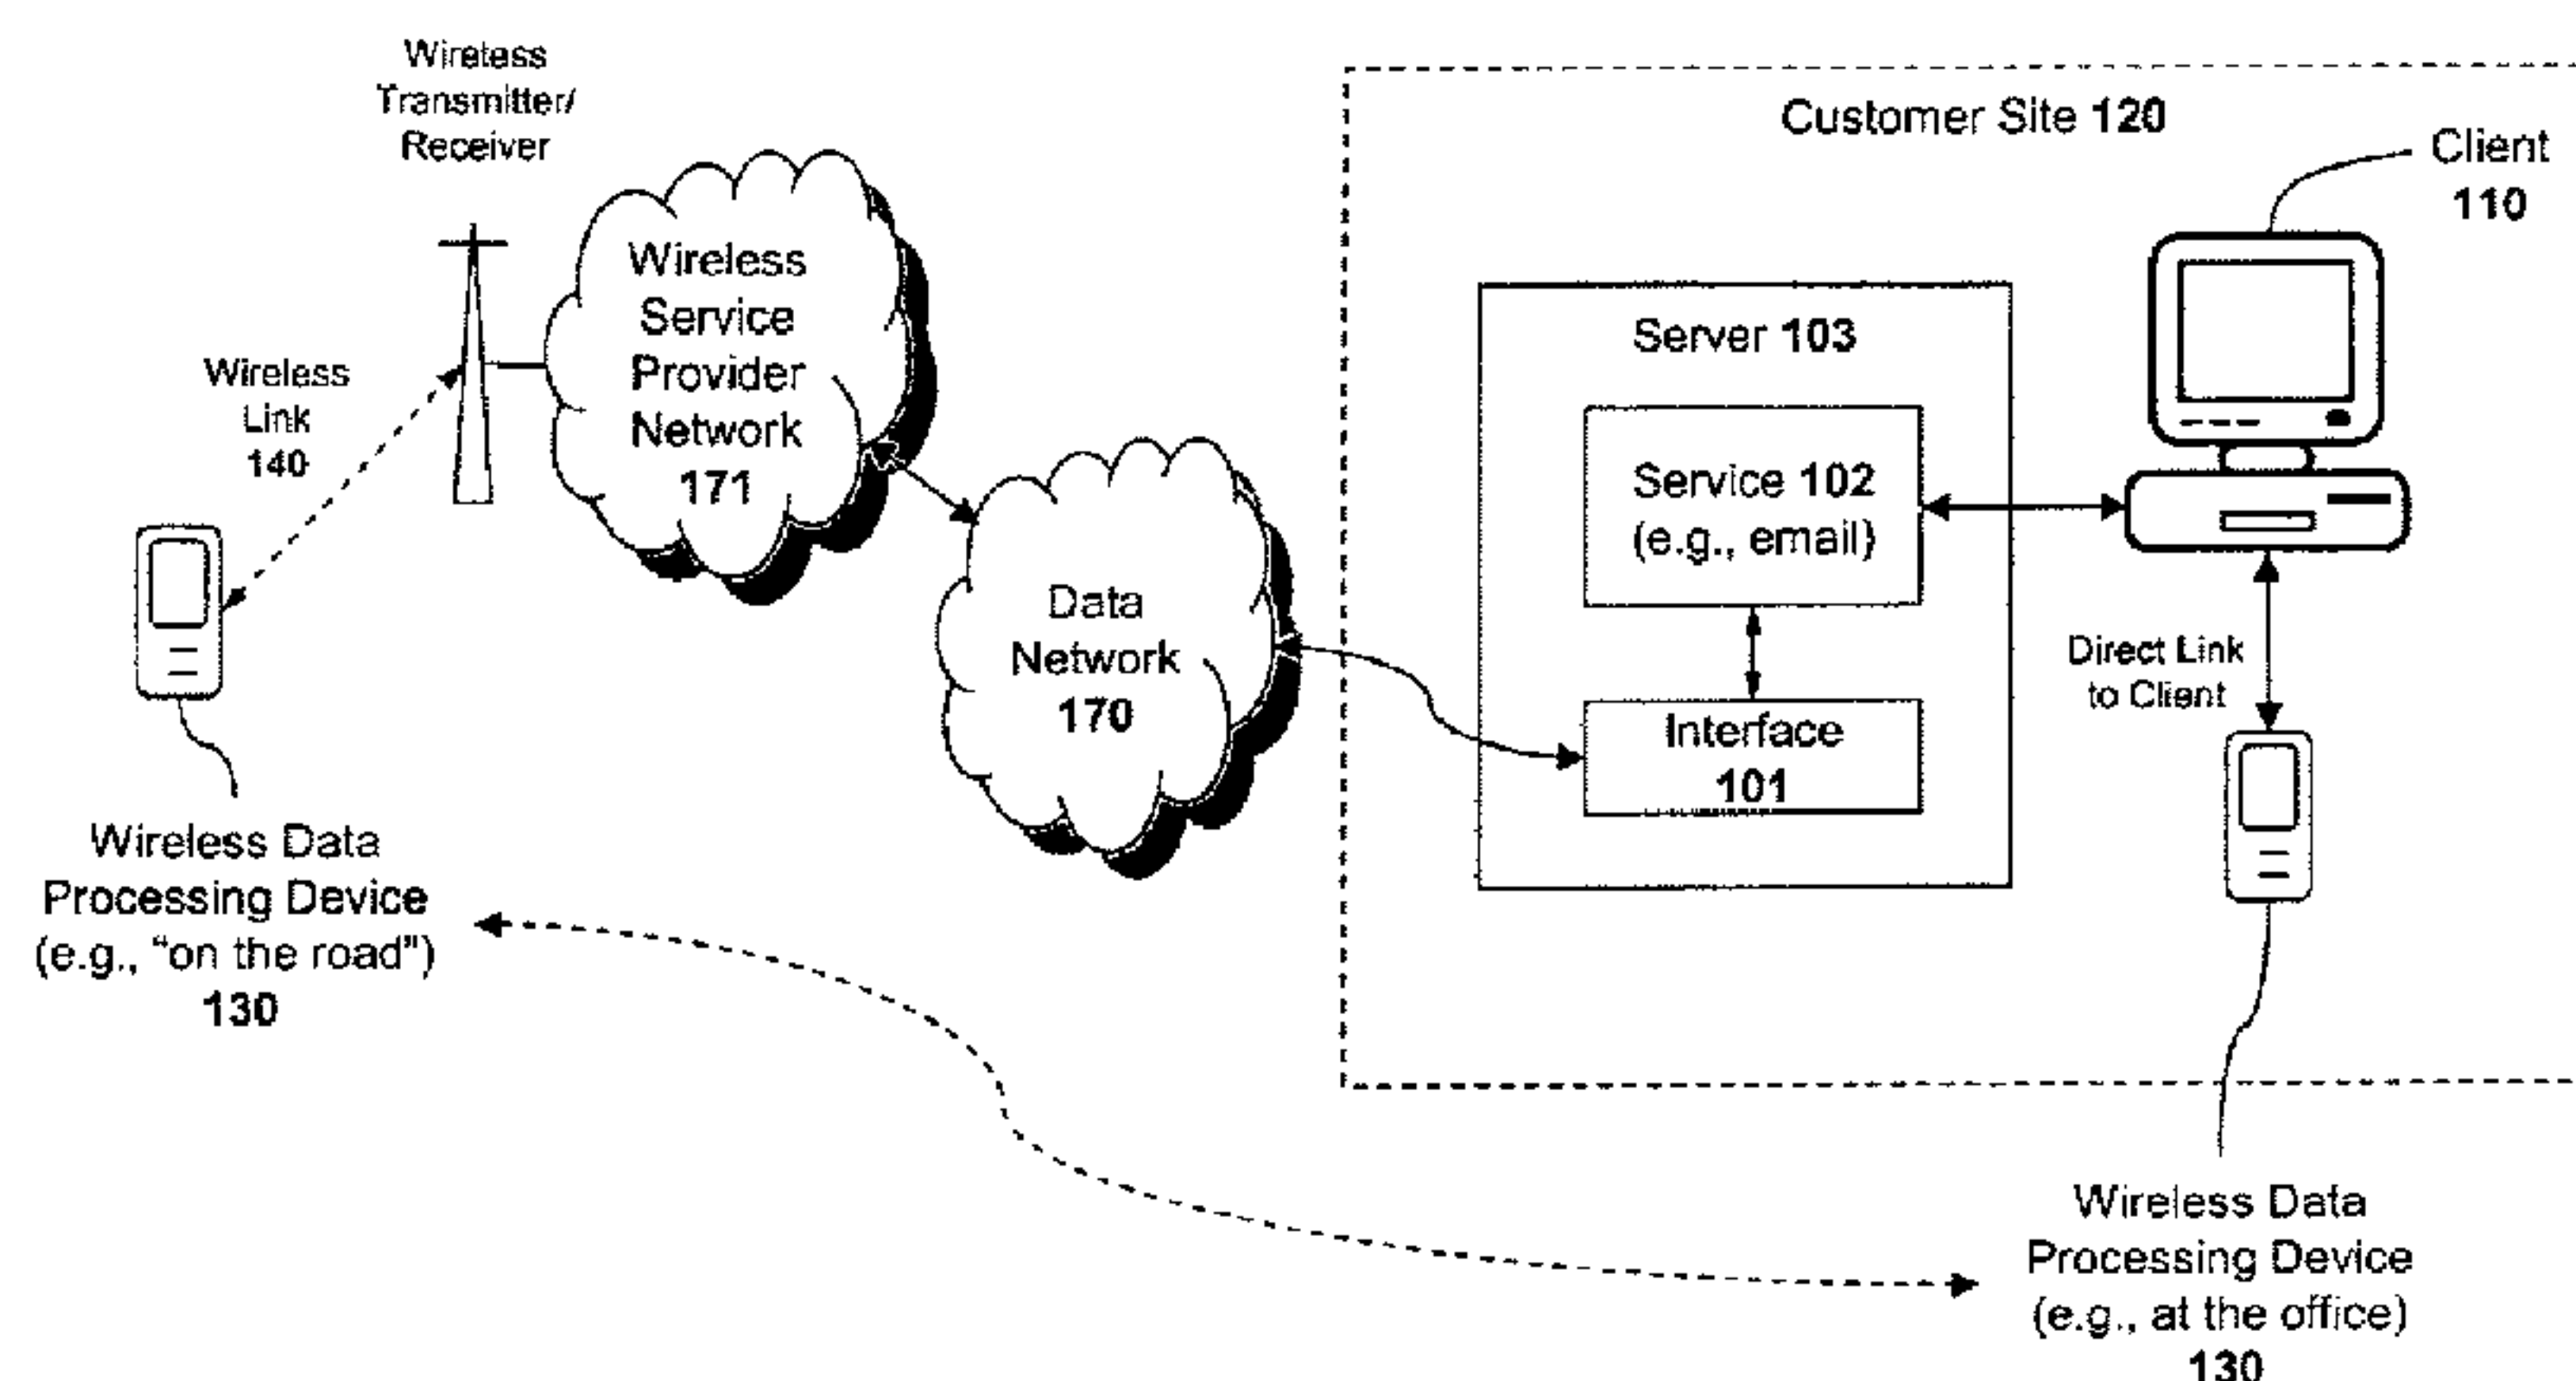 Wireless
Transmitter/
Receiver
Wireless
Service
Provider
Network
171
Wireless
Link
140
Data
Network
170
Wireless Data
Processing Device
(e.g., “on the road”)
130
Customer Site 120
Client
110
Server 103
Service 102
(e.g., email)
Interface
101
Direct Link
to Client
Wireless Data
Processing Device
(e.g., at the office)
130